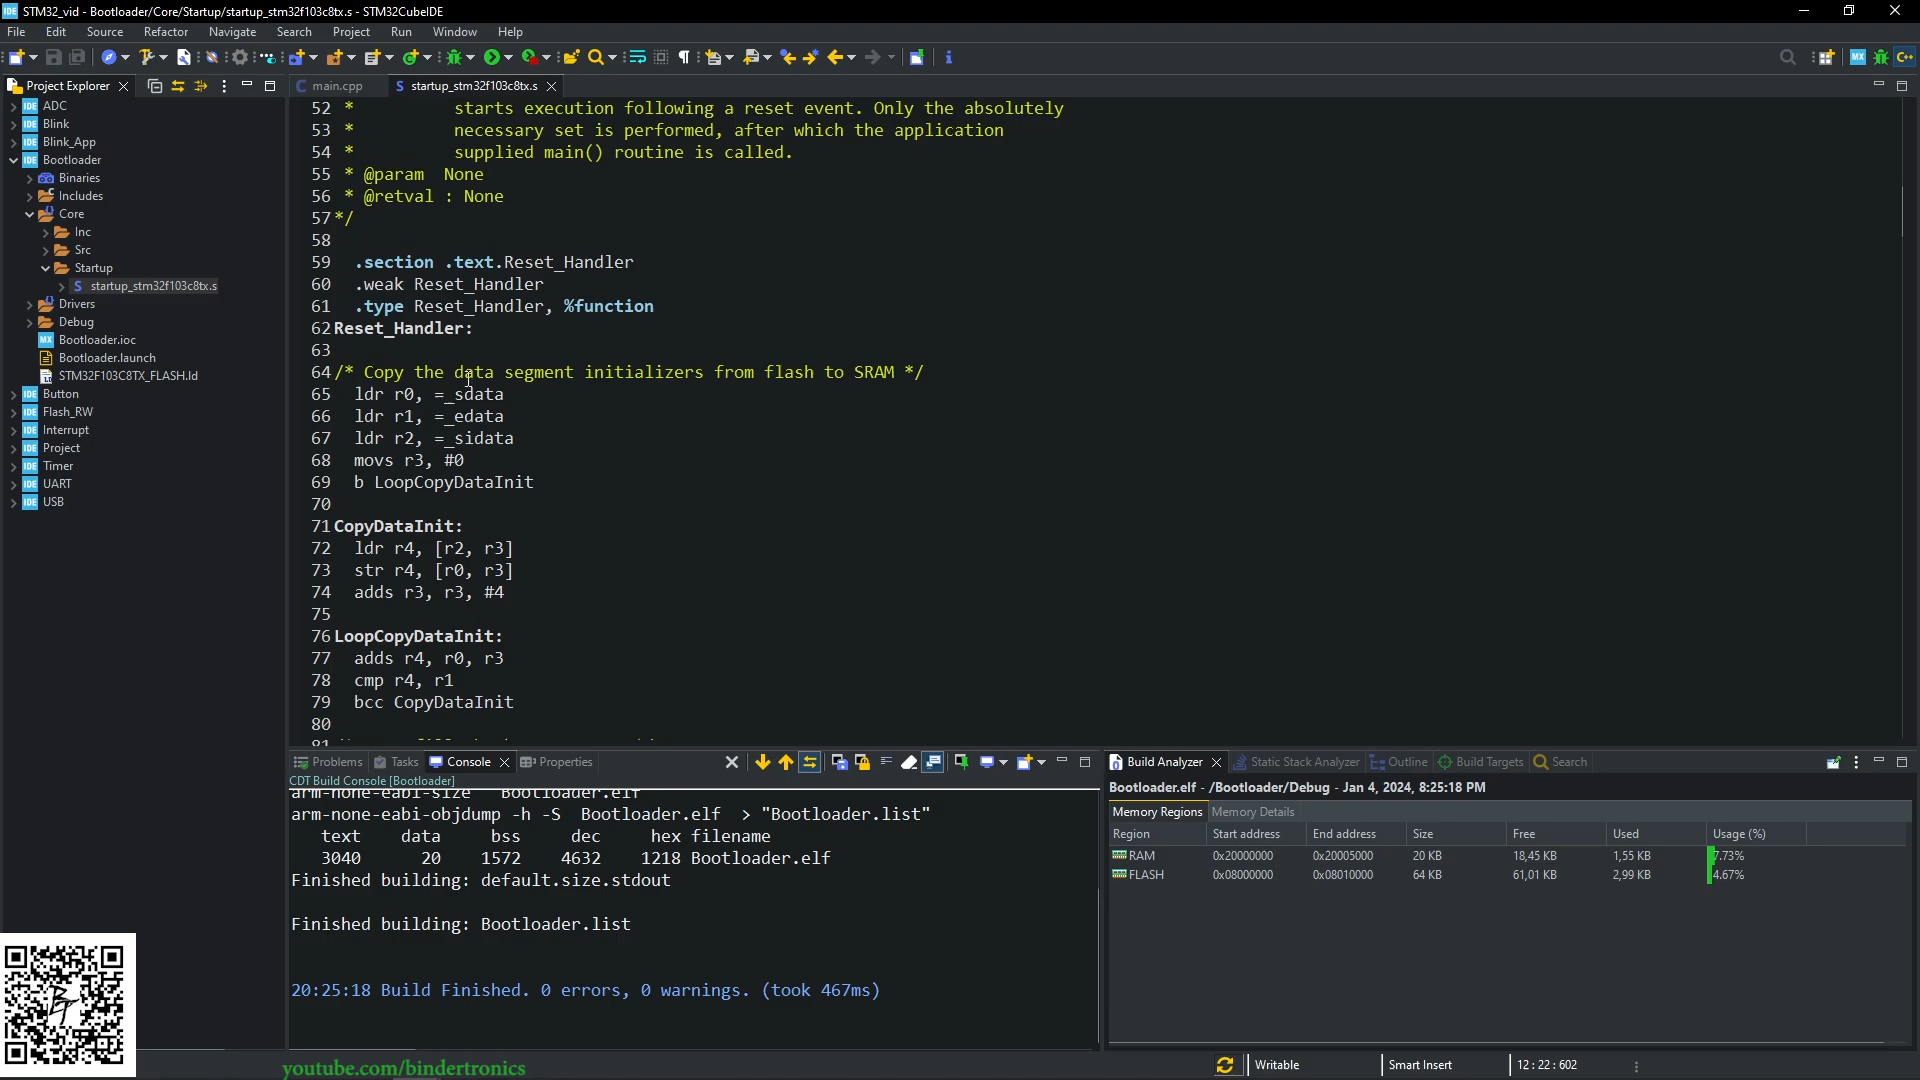 STM32_vid - Bootloader/Core/Startup/startup_stm32f103c8tx.s - STM32CubeIDE
File Edit Source Refactor Navigate Search Project Run Window Help
Project Explorer
main.cpp
startup_stm32f103c8tx.s
ADC
Blink
Blink_App
Bootloader
Binaries
Includes
Core
Inc
Src
Startup
startup_stm32f103c8tx.s
Drivers
Debug
Bootloader.ioc
Bootloader.launch
STM32F103C8TX_FLASH.ld
Button
Flash_RW
Interrupt
Project
Timer
UART
USB
52 * starts execution following a reset event. Only the absolutely
53 * necessary set is performed, after which the application
54 * supplied main() routine is called.
55 * @param None
56 * @retval : None
57 */
58
59 .section .text.Reset_Handler
60 .weak Reset_Handler
61 .type Reset_Handler, %function
62 Reset_Handler:
63
64 /* Copy the data segment initializers from flash to SRAM */
65 ldr r0, =_sdata
66 ldr r1, =_edata
67 ldr r2, =_sidata
68 movs r3, #0
69 b LoopCopyDataInit
70
71 CopyDataInit:
72 ldr r4, [r2, r3]
73 str r4, [r0, r3]
74 adds r3, r3, #4
75
76 LoopCopyDataInit:
77 adds r4, r0, r3
78 cmp r4, r1
79 bcc CopyDataInit
80
Problems Tasks Console Properties
CDT Build Console [Bootloader]
arm-none-eabi-size Bootloader.elf
arm-none-eabi-objdump -h -S Bootloader.elf > "Bootloader.list"
text data bss dec hex filename
3040 20 1572 4632 1218 Bootloader.elf
Finished building: default.size.stdout
Finished building: Bootloader.list
20:25:18 Build Finished. 0 errors, 0 warnings. (took 467ms)
Build Analyzer Static Stack Analyzer Outline Build Targets Search
Bootloader.elf - /Bootloader/Debug - Jan 4, 2024, 8:25:18 PM
Memory Regions Memory Details
Region Start address End address Size Free Used Usage (%)
RAM 0x20000000 0x20005000 20 KB 18,45 KB 1,55 KB 7.73%
FLASH 0x08000000 0x08010000 64 KB 61,01 KB 2,99 KB 4.67%
youtube.com/bindertronics
Writable Smart Insert 12 : 22 : 602